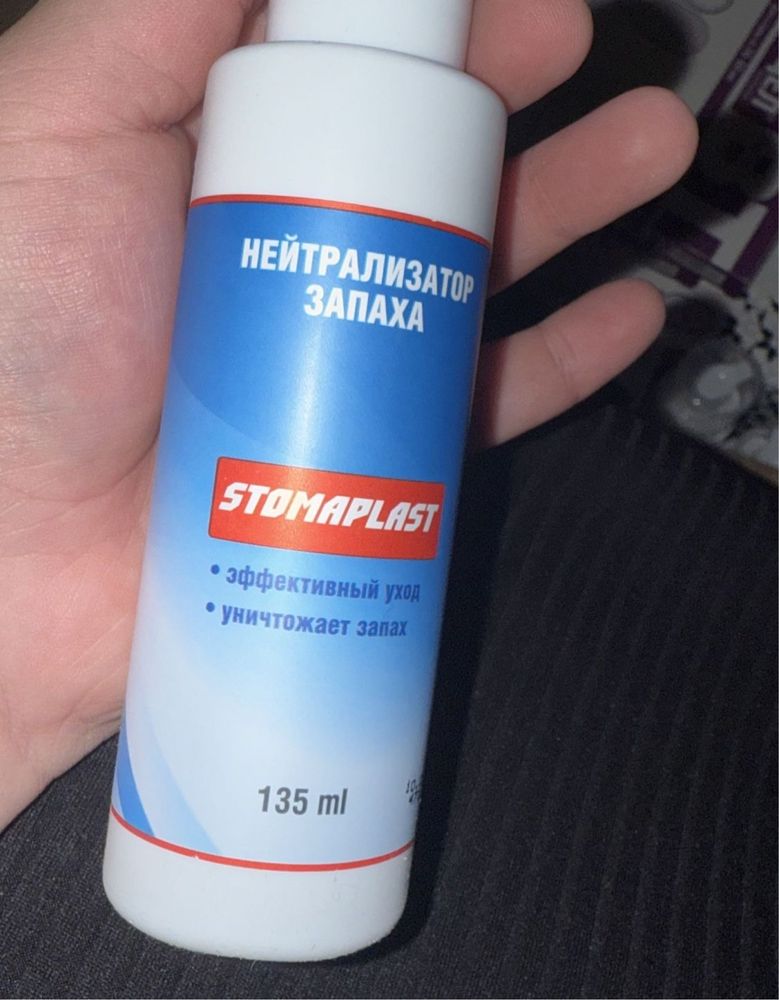 НЕЙТРАЛИЗАТОР
ЗАПАХА
STOMAPLAST
• эффективный уход
• уничтожает запах
135 ml